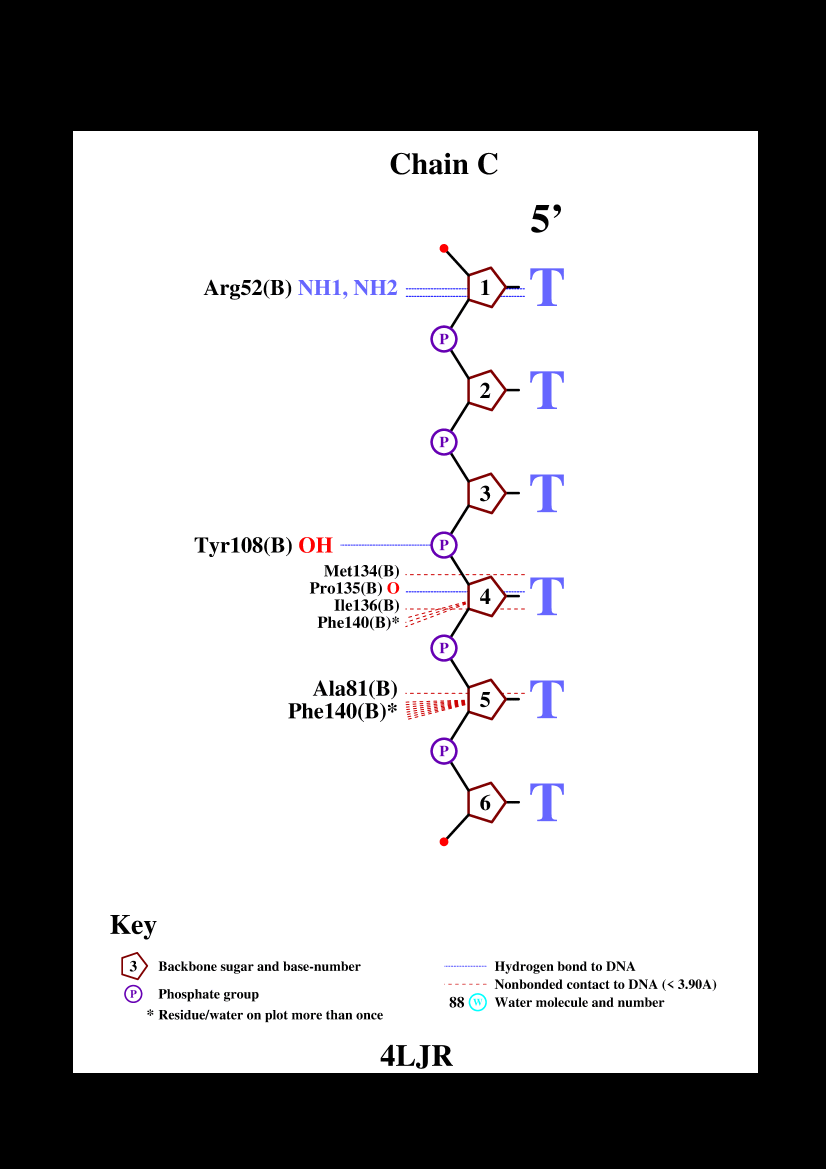 Chain C
5’
Arg52(B) NH1, NH2 1 T
P
2 T
P
3 T
Tyr108(B) OH P
Met134(B)
Pro135(B) O 4 T
Ile136(B)
Phe140(B)*
P
Ala81(B) 5 T
Phe140(B)*
P
6 T
Key
3 Backbone sugar and base-number
P Phosphate group
* Residue/water on plot more than once
Hydrogen bond to DNA
Nonbonded contact to DNA (< 3.90A)
88 W Water molecule and number
4LJR